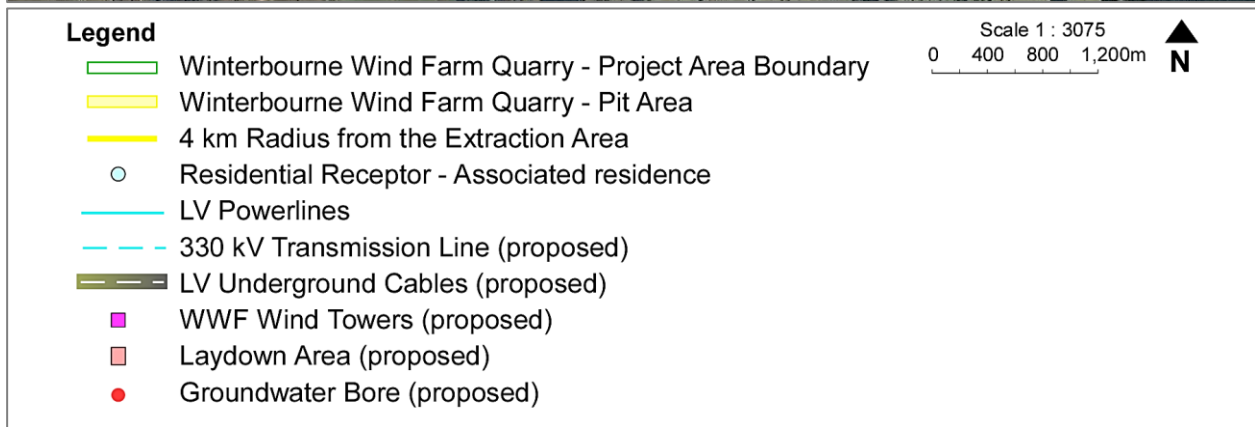 Legend
Winterbourne Wind Farm Quarry - Project Area Boundary
Winterbourne Wind Farm Quarry - Pit Area
4 km Radius from the Extraction Area
Residential Receptor - Associated residence
LV Powerlines
330 kV Transmission Line (proposed)
LV Underground Cables (proposed)
WWF Wind Towers (proposed)
Laydown Area (proposed)
Groundwater Bore (proposed)
Scale 1 : 3075
0 400 800 1,200m
N